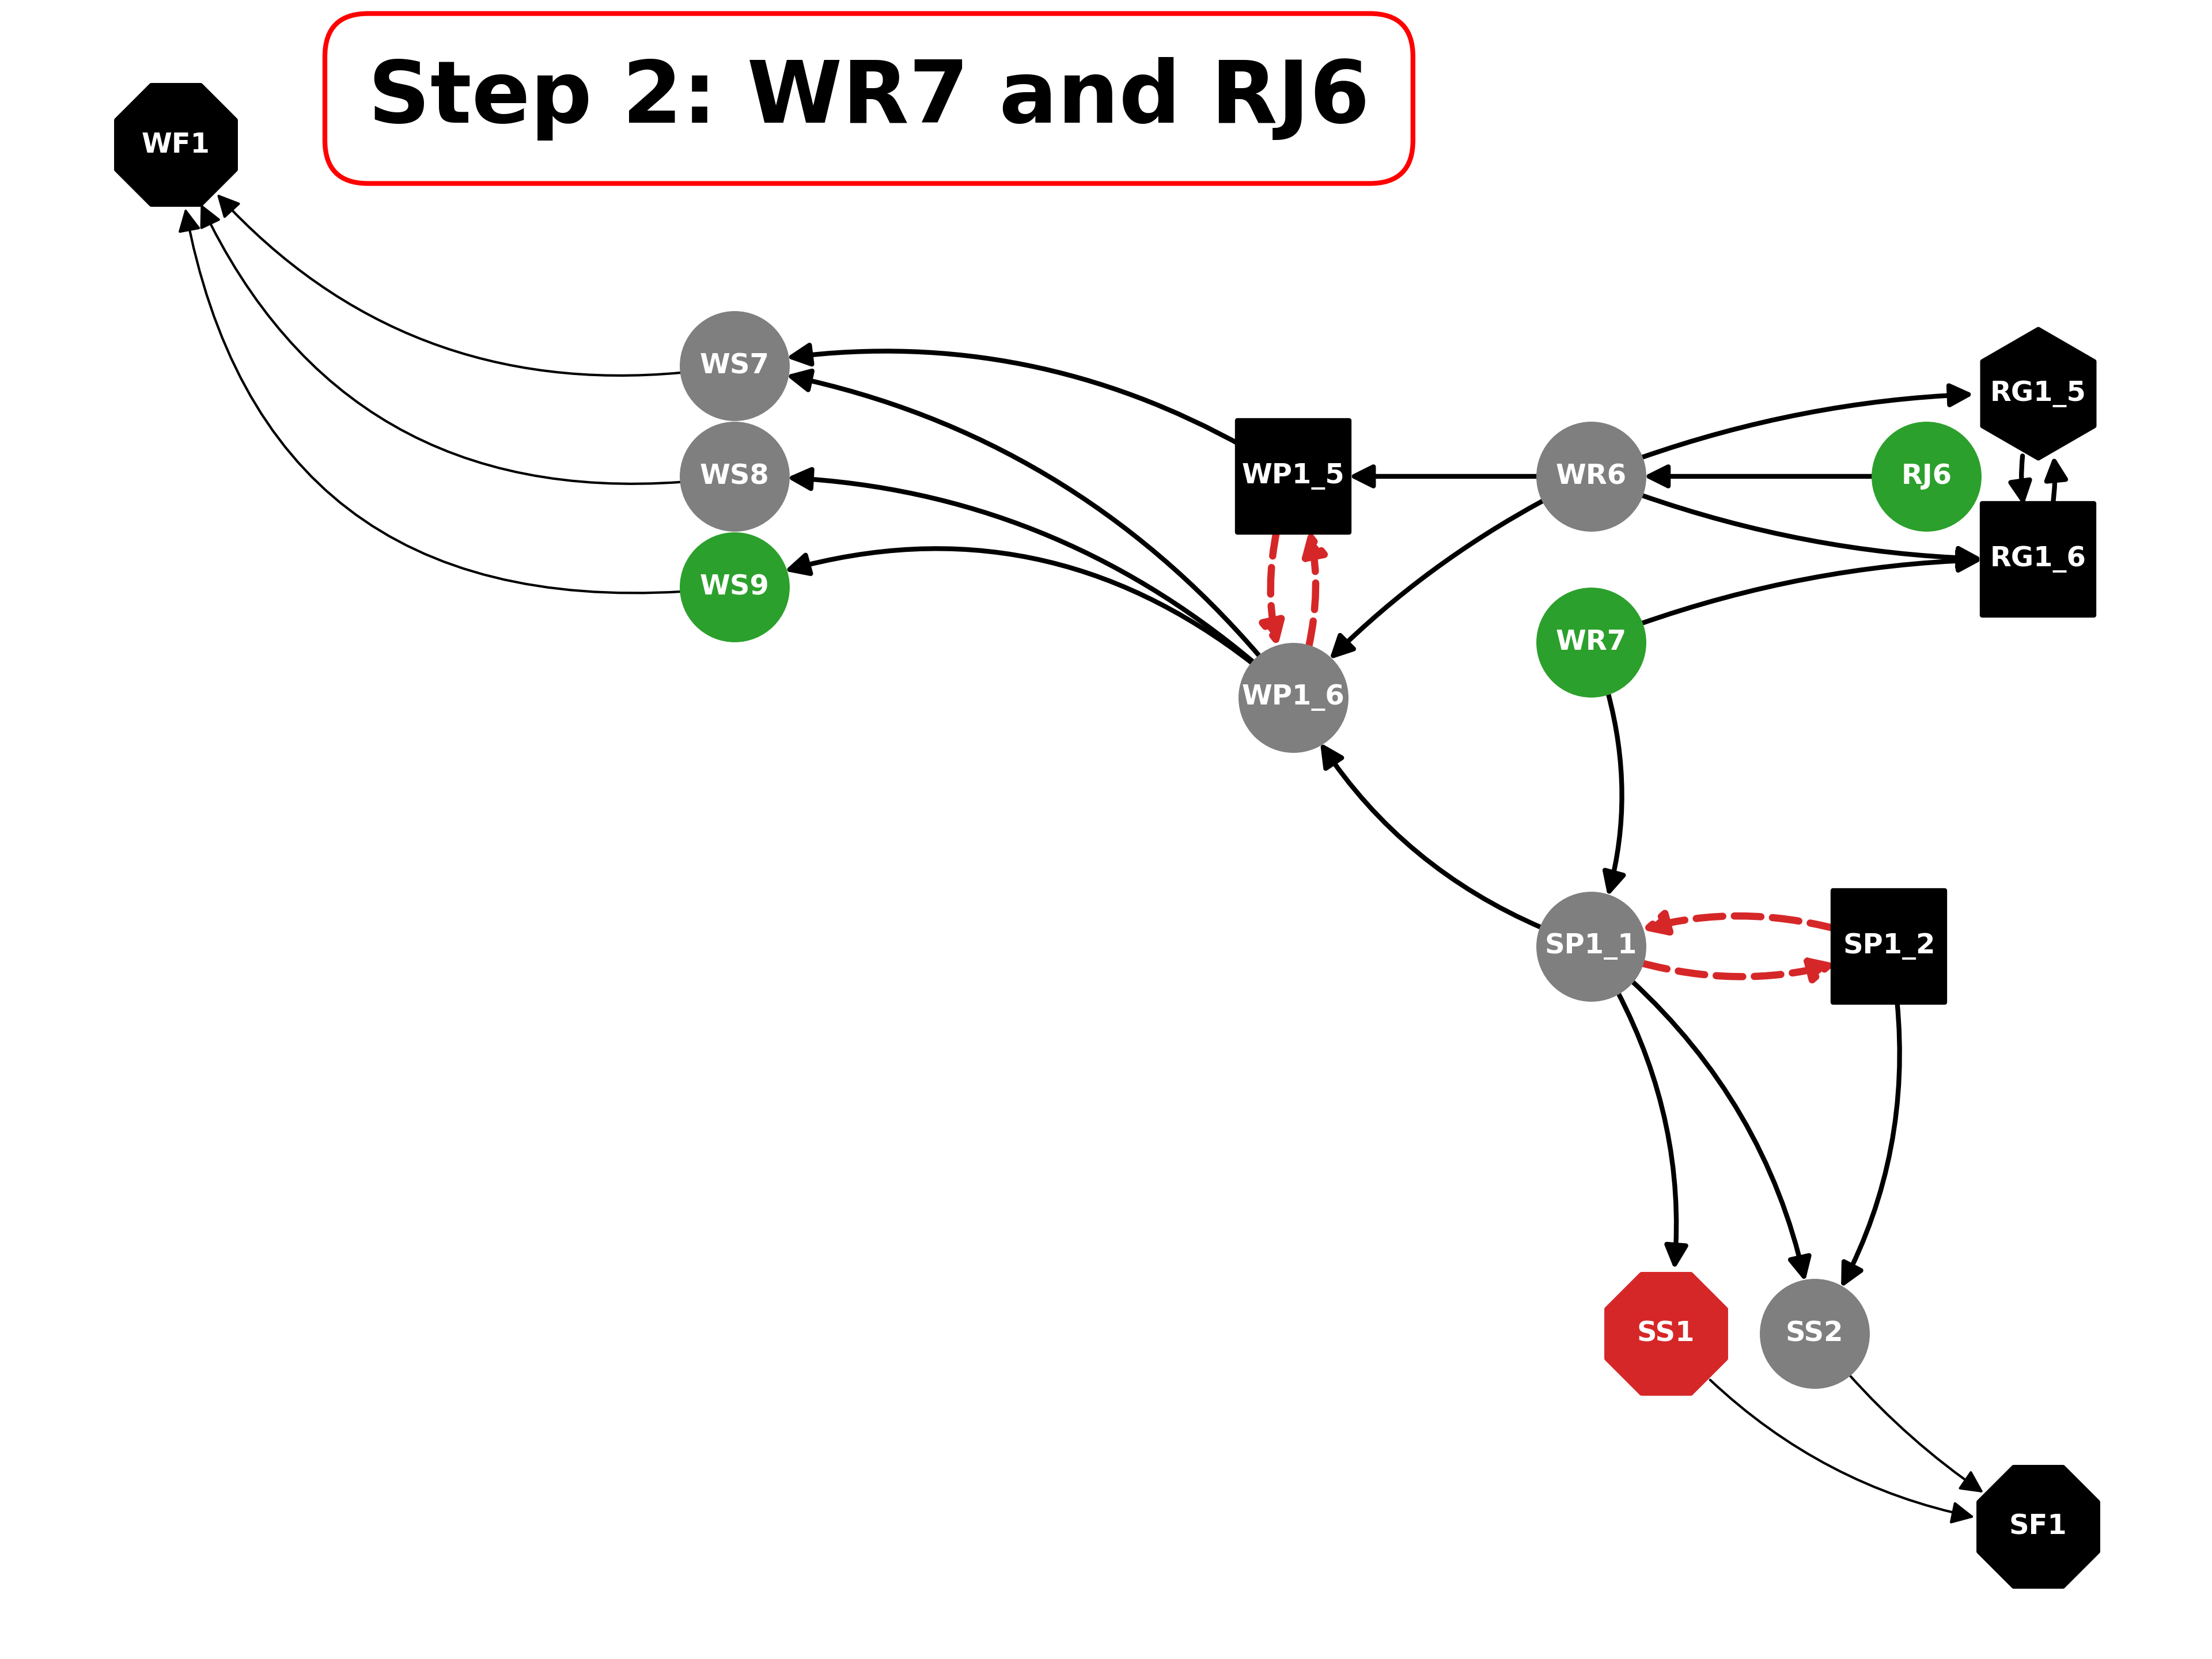 Step 2: WR7 and RJ6
WF1
WS7
WS8
WS9
WP1_5
WP1_6
WR6
WR7
RJ6
RG1_5
RG1_6
SP1_1
SP1_2
SS1
SS2
SF1